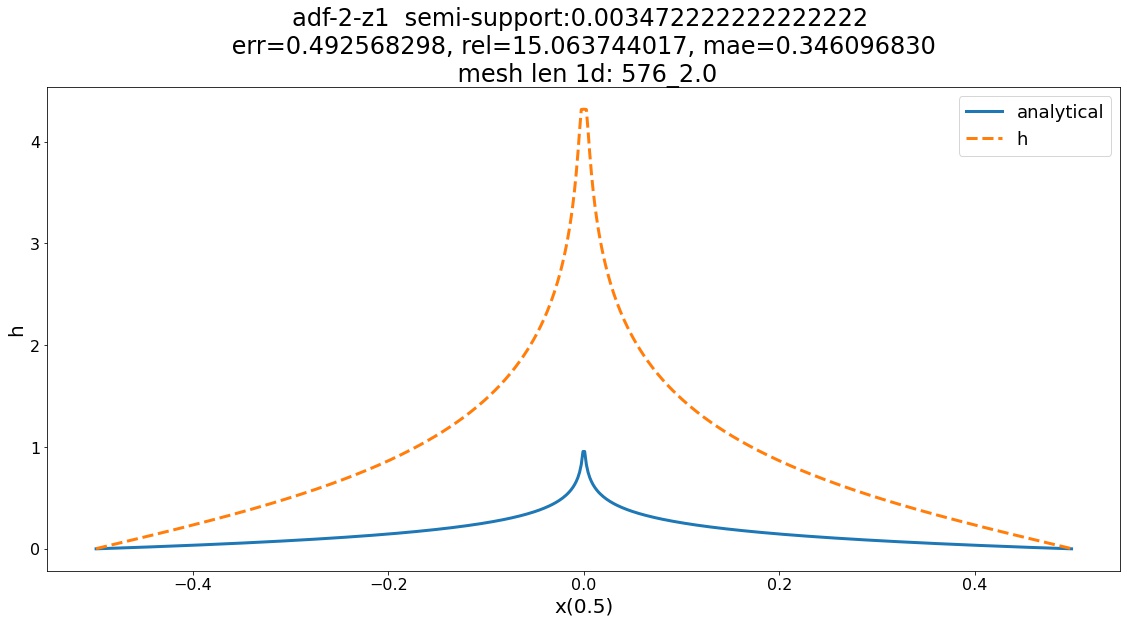 adf-2-z1  semi-support:0.003472222222222222
err=0.492568298, rel=15.063744017, mae=0.346096830
mesh len 1d: 576_2.0
analytical
h
h
4
3
2
1
0
−0.4
−0.2
0.0
0.2
0.4
x(0.5)